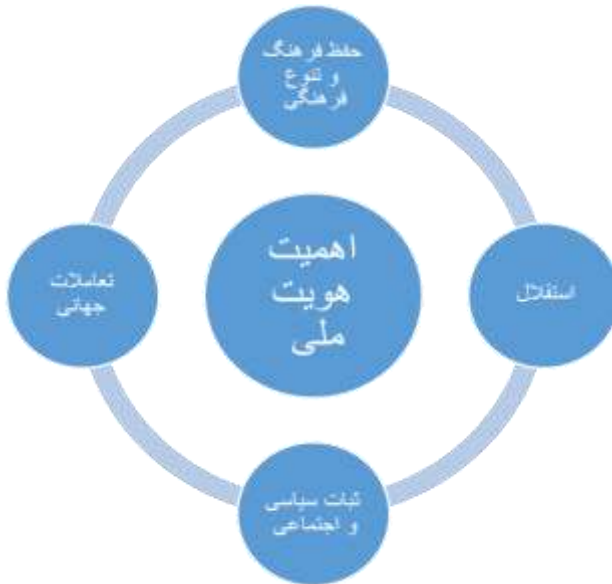 حفظ فرهنگ
و تنوع
فرهنگی
اهمیت
هویت
ملی
استقلال
ثبات سیاسی
و اجتماعی
تعاملات
جهانی